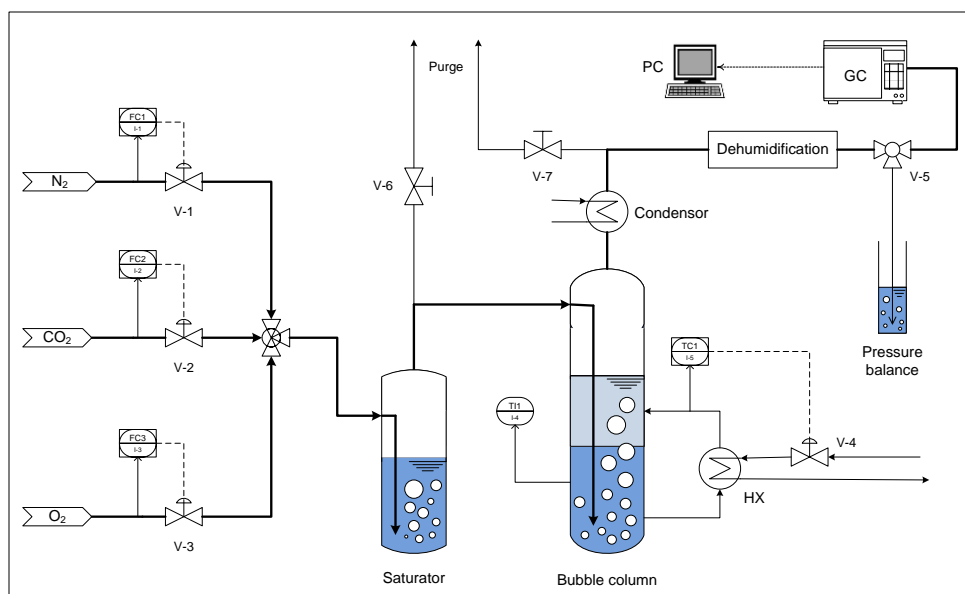 Purge
PC
GC
FC1
I-1
N2
V-1
V-6
V-7
Dehumidification
V-5
Condensor
FC2
I-2
CO2
V-2
TC1
I-5
Pressure
balance
TI1
I-4
V-4
FC3
I-3
O2
V-3
HX
Saturator
Bubble column